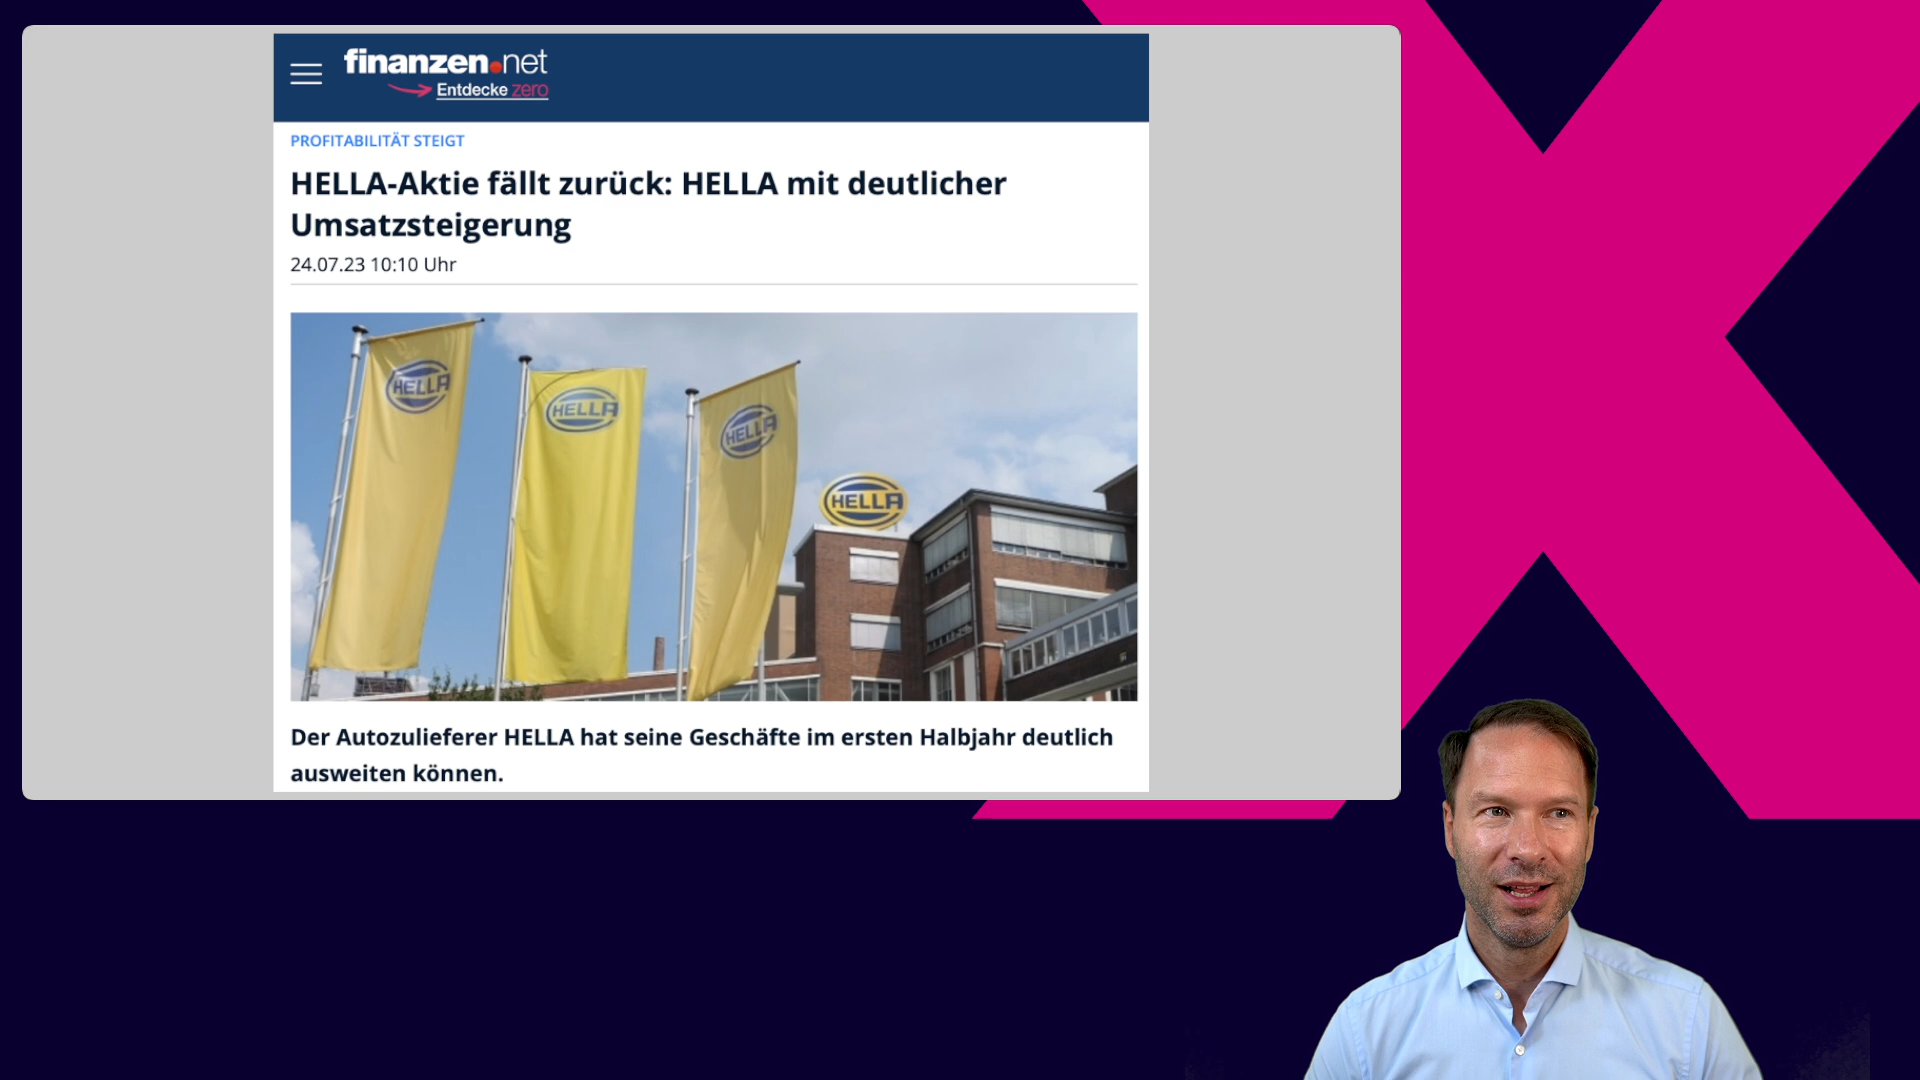 finanzen.net
Entdecke zero
PROFITABILITÄT STEIGT
HELLA-Aktie fällt zurück: HELLA mit deutlicher
Umsatzsteigerung
24.07.23 10:10 Uhr
HELLA
HELLA
HELLA
HELLA
Der Autozulieferer HELLA hat seine Geschäfte im ersten Halbjahr deutlich
ausweiten können.